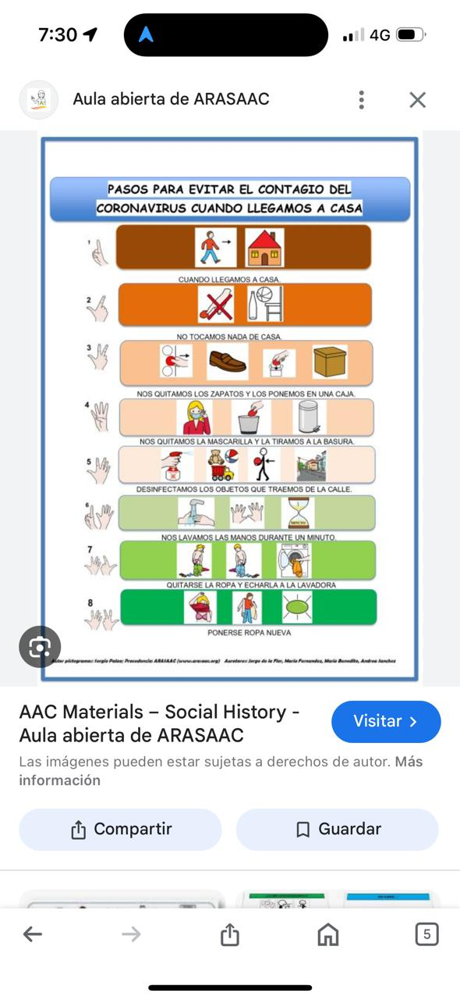 7:30
4G
Aula abierta de ARASAAC
PASOS PARA EVITAR EL CONTAGIO DEL
CORONAVIRUS CUANDO LLEGAMOS A CASA
1
CUANDO LLEGAMOS A CASA.
2
NO TOCAMOS NADA DE CASA.
3
NOS QUITAMOS LOS ZAPATOS Y LOS PONEMOS EN UNA CAJA.
4
NOS QUITAMOS LA MASCARILLA Y LA TIRAMOS A LA BASURA.
5
DESINFECTAMOS LOS OBJETOS QUE TRAEMOS DE LA CALLE.
6
1
MINUTO
NOS LAVAMOS LAS MANOS DURANTE UN MINUTO.
7
QUITARSE LA ROPA Y ECHARLA A LA LAVADORA
8
PONERSE ROPA NUEVA
Autor pictogramas: Sergio Palao; Procedencia: ARASAAC (www.arasaac.org) Autores: Jorge de la Flor, María Fernandez, María Benedito, Andrea Sanchez
AAC Materials – Social History -
Aula abierta de ARASAAC
Visitar
Las imágenes pueden estar sujetas a derechos de autor. Más
información
Compartir
Guardar
5